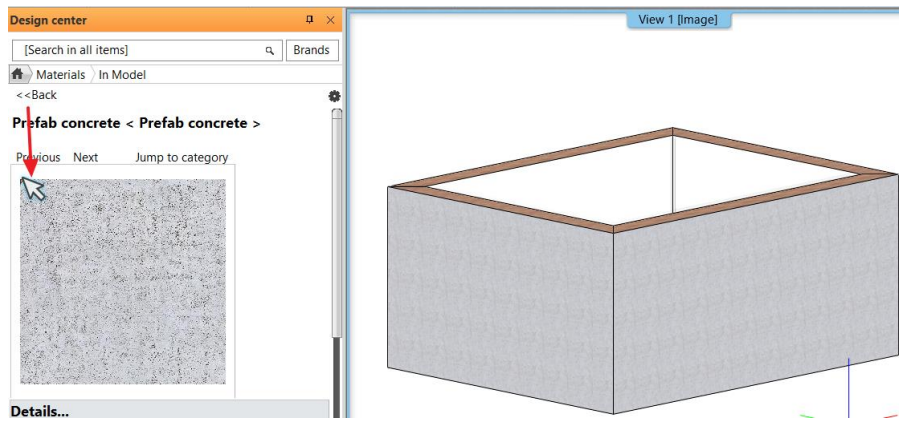 Design center
View 1 [Image]
[Search in all items]
Brands
Materials
In Model
<<Back
Prefab concrete < Prefab concrete >
Previous Next Jump to category
Details...